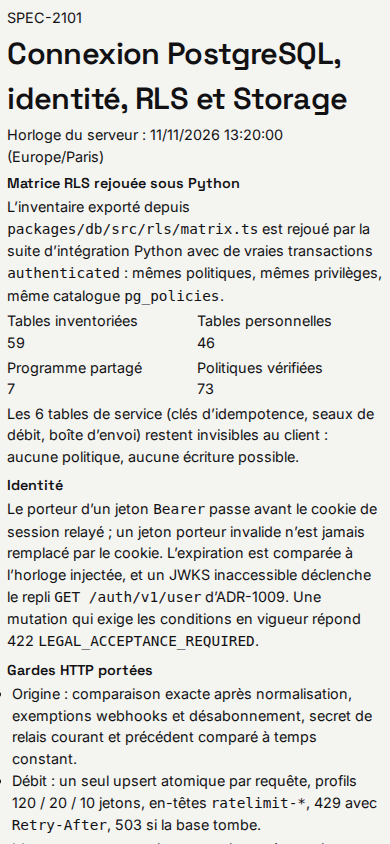 SPEC-2101
Connexion PostgreSQL,
identité, RLS et Storage
Horloge du serveur : 11/11/2026 13:20:00
(Europe/Paris)
Matrice RLS rejouée sous Python
L’inventaire exporté depuis
packages/db/src/rls/matrix.ts est rejoué par la
suite d’intégration Python avec de vraies transactions
authenticated : mêmes politiques, mêmes privilèges,
même catalogue pg_policies.
Tables inventoriées Tables personnelles
59 46
Programme partagé Politiques vérifiées
7 73
Les 6 tables de service (clés d’idempotence, seaux de
débit, boîte d’envoi) restent invisibles au client :
aucune politique, aucune écriture possible.
Identité
Le porteur d’un jeton Bearer passe avant le cookie de
session relayé ; un jeton porteur invalide n’est jamais
remplacé par le cookie. L’expiration est comparée à
l’horloge injectée, et un JWKS inaccessible déclenche
le repli GET /auth/v1/user d’ADR-1009. Une
mutation qui exige les conditions en vigueur répond
422 LEGAL_ACCEPTANCE_REQUIRED.
Gardes HTTP portées
Origine : comparaison exacte après normalisation,
exemptions webhooks et désabonnement, secret de
relais courant et précédent comparé à temps
constant.
Débit : un seul upsert atomique par requête, profils
120 / 20 / 10 jetons, en-têtes ratelimit-*, 429 avec
Retry-After, 503 si la base tombe.